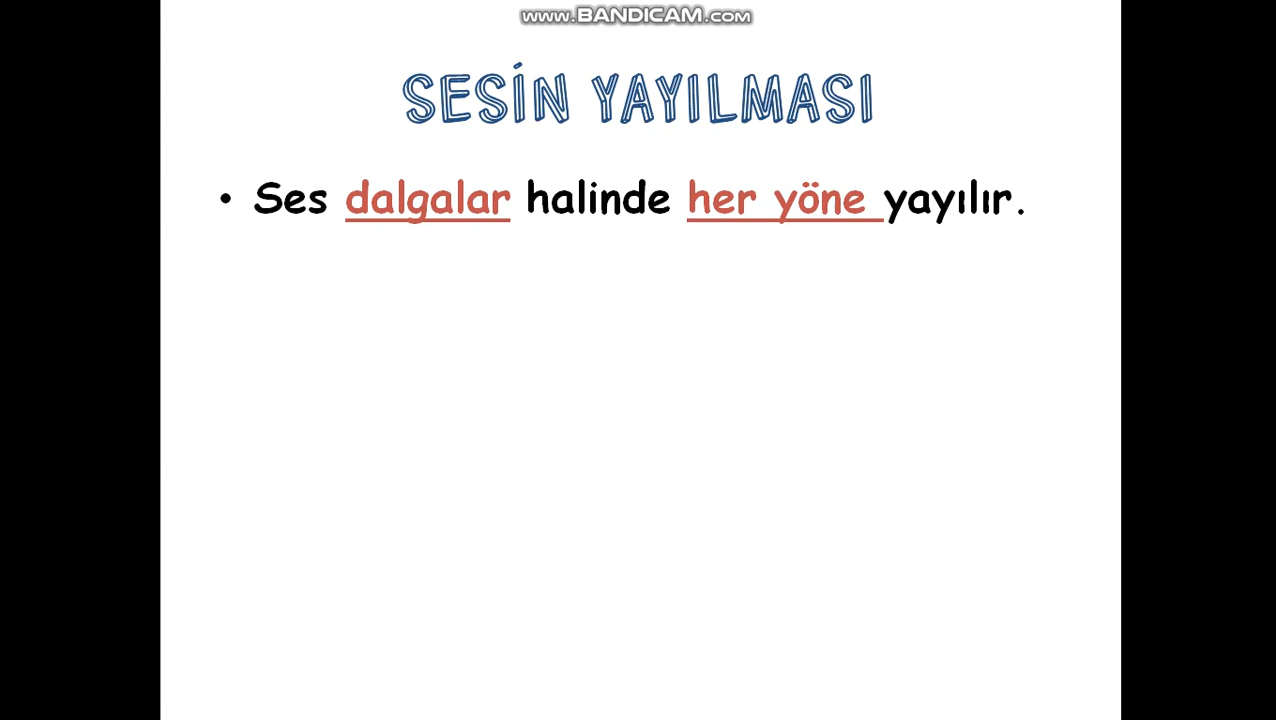 www.BANDICAM.com
SESİN YAYILMASI
• Ses dalgalar halinde her yöne yayılır.